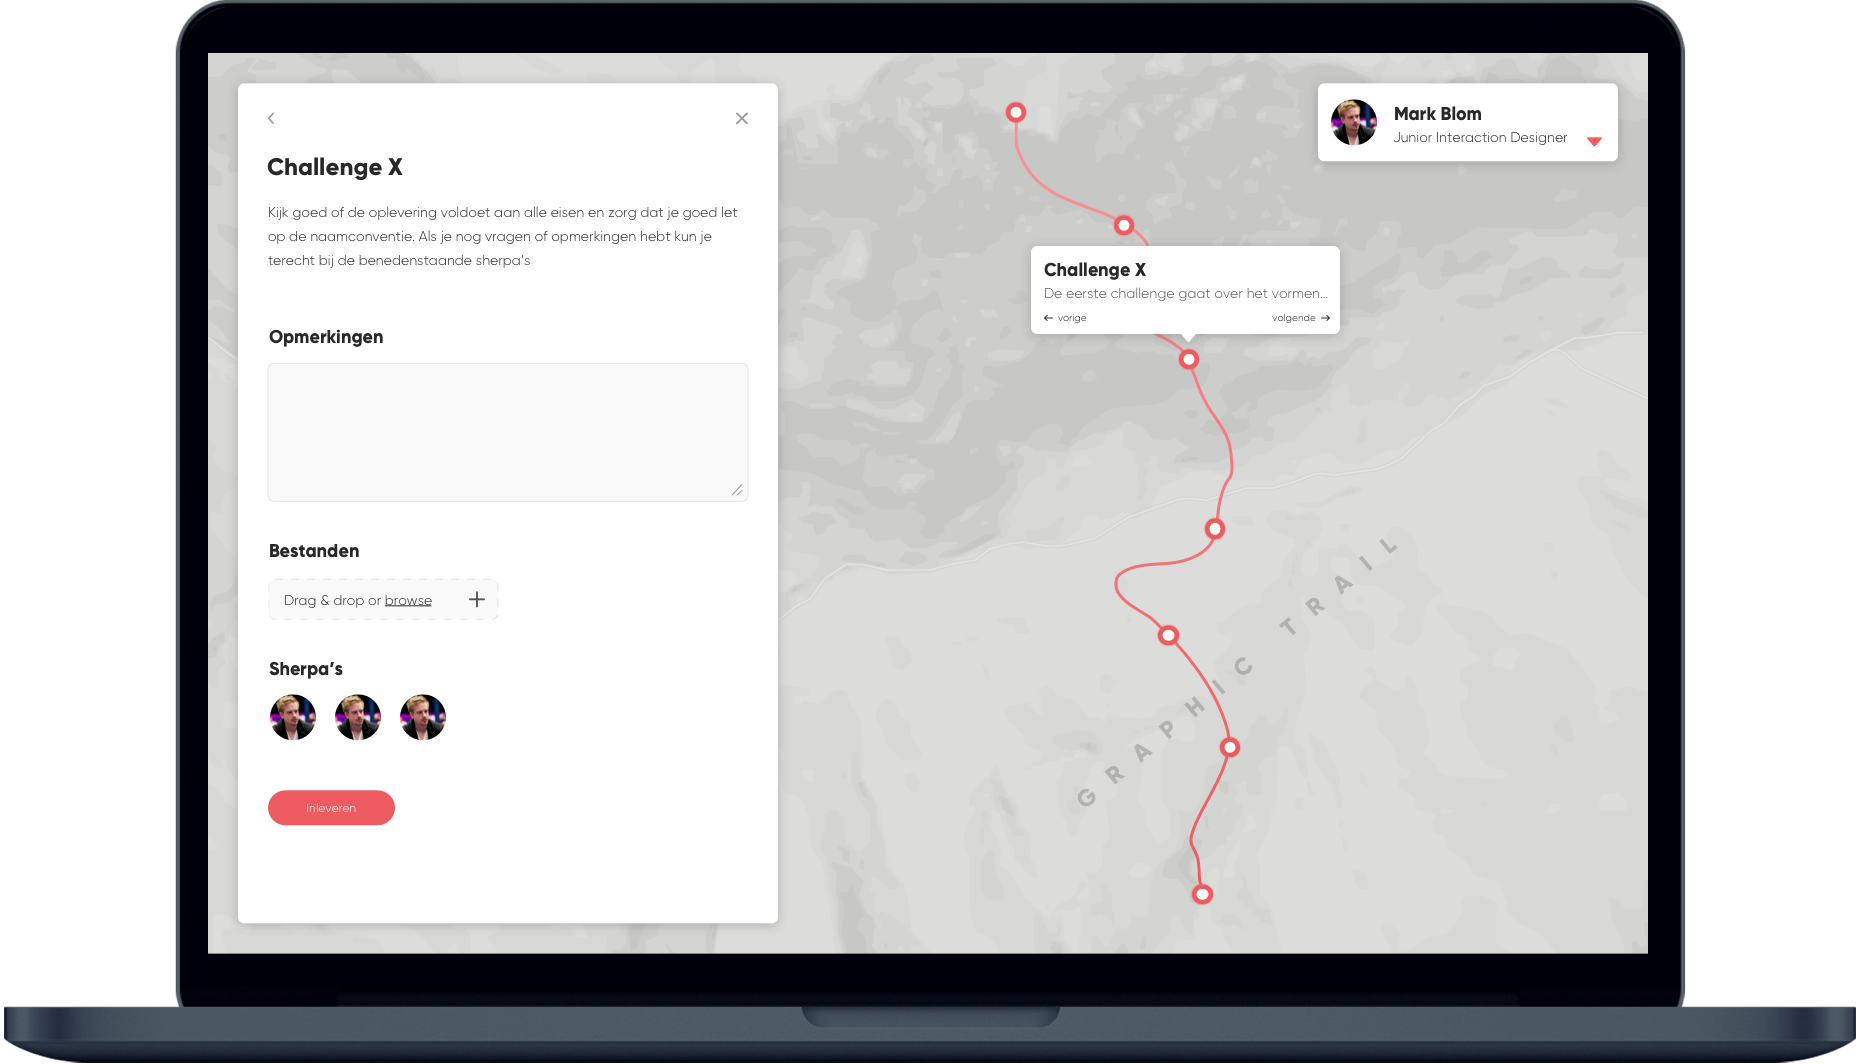 Challenge X
Kijk goed of de oplevering voldoet aan alle eisen en zorg dat je goed let
op de naamconventie. Als je nog vragen of opmerkingen hebt kun je
terecht bij de benedenstaande sherpa's
Opmerkingen
Bestanden
Drag & drop or browse
Sherpa's
Inleveren
Mark Blom
Junior Interaction Designer
Challenge X
De eerste challenge gaat over het vormen...
← vorige volgende →
GRAPHIC TRAIL